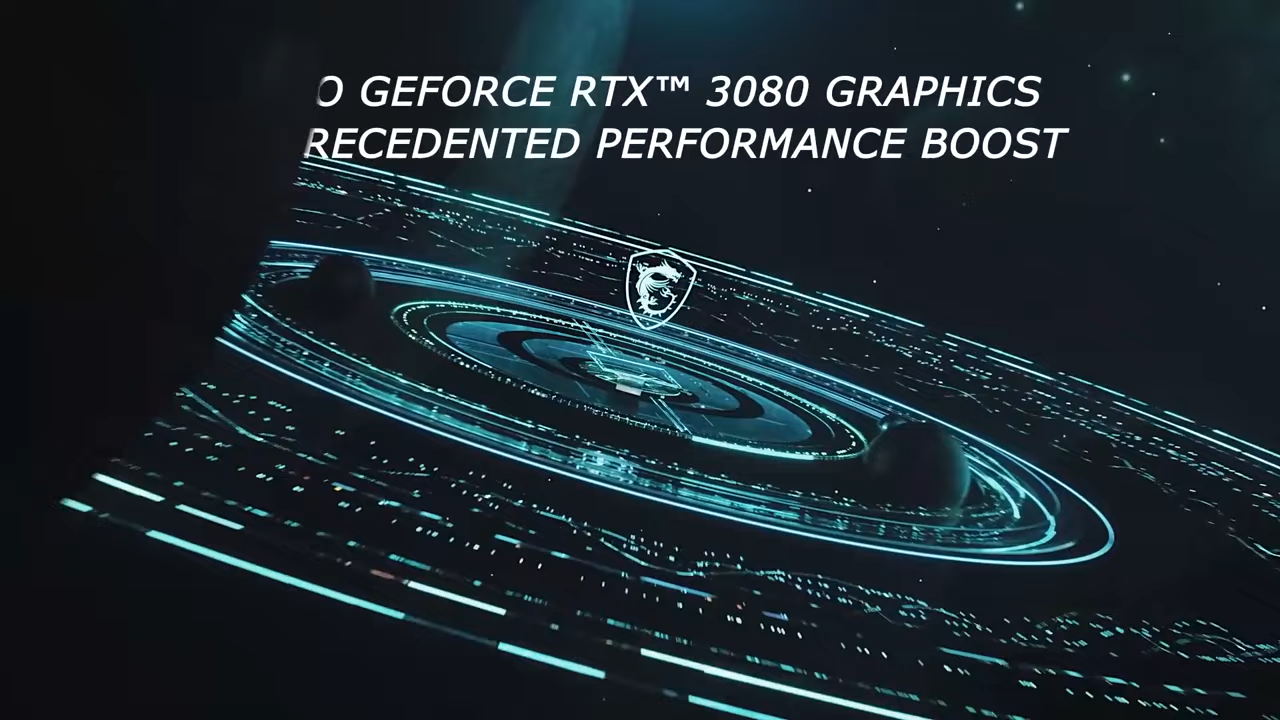 O GEFORCE RTX™ 3080 GRAPHICS
RECEDENTED PERFORMANCE BOOST